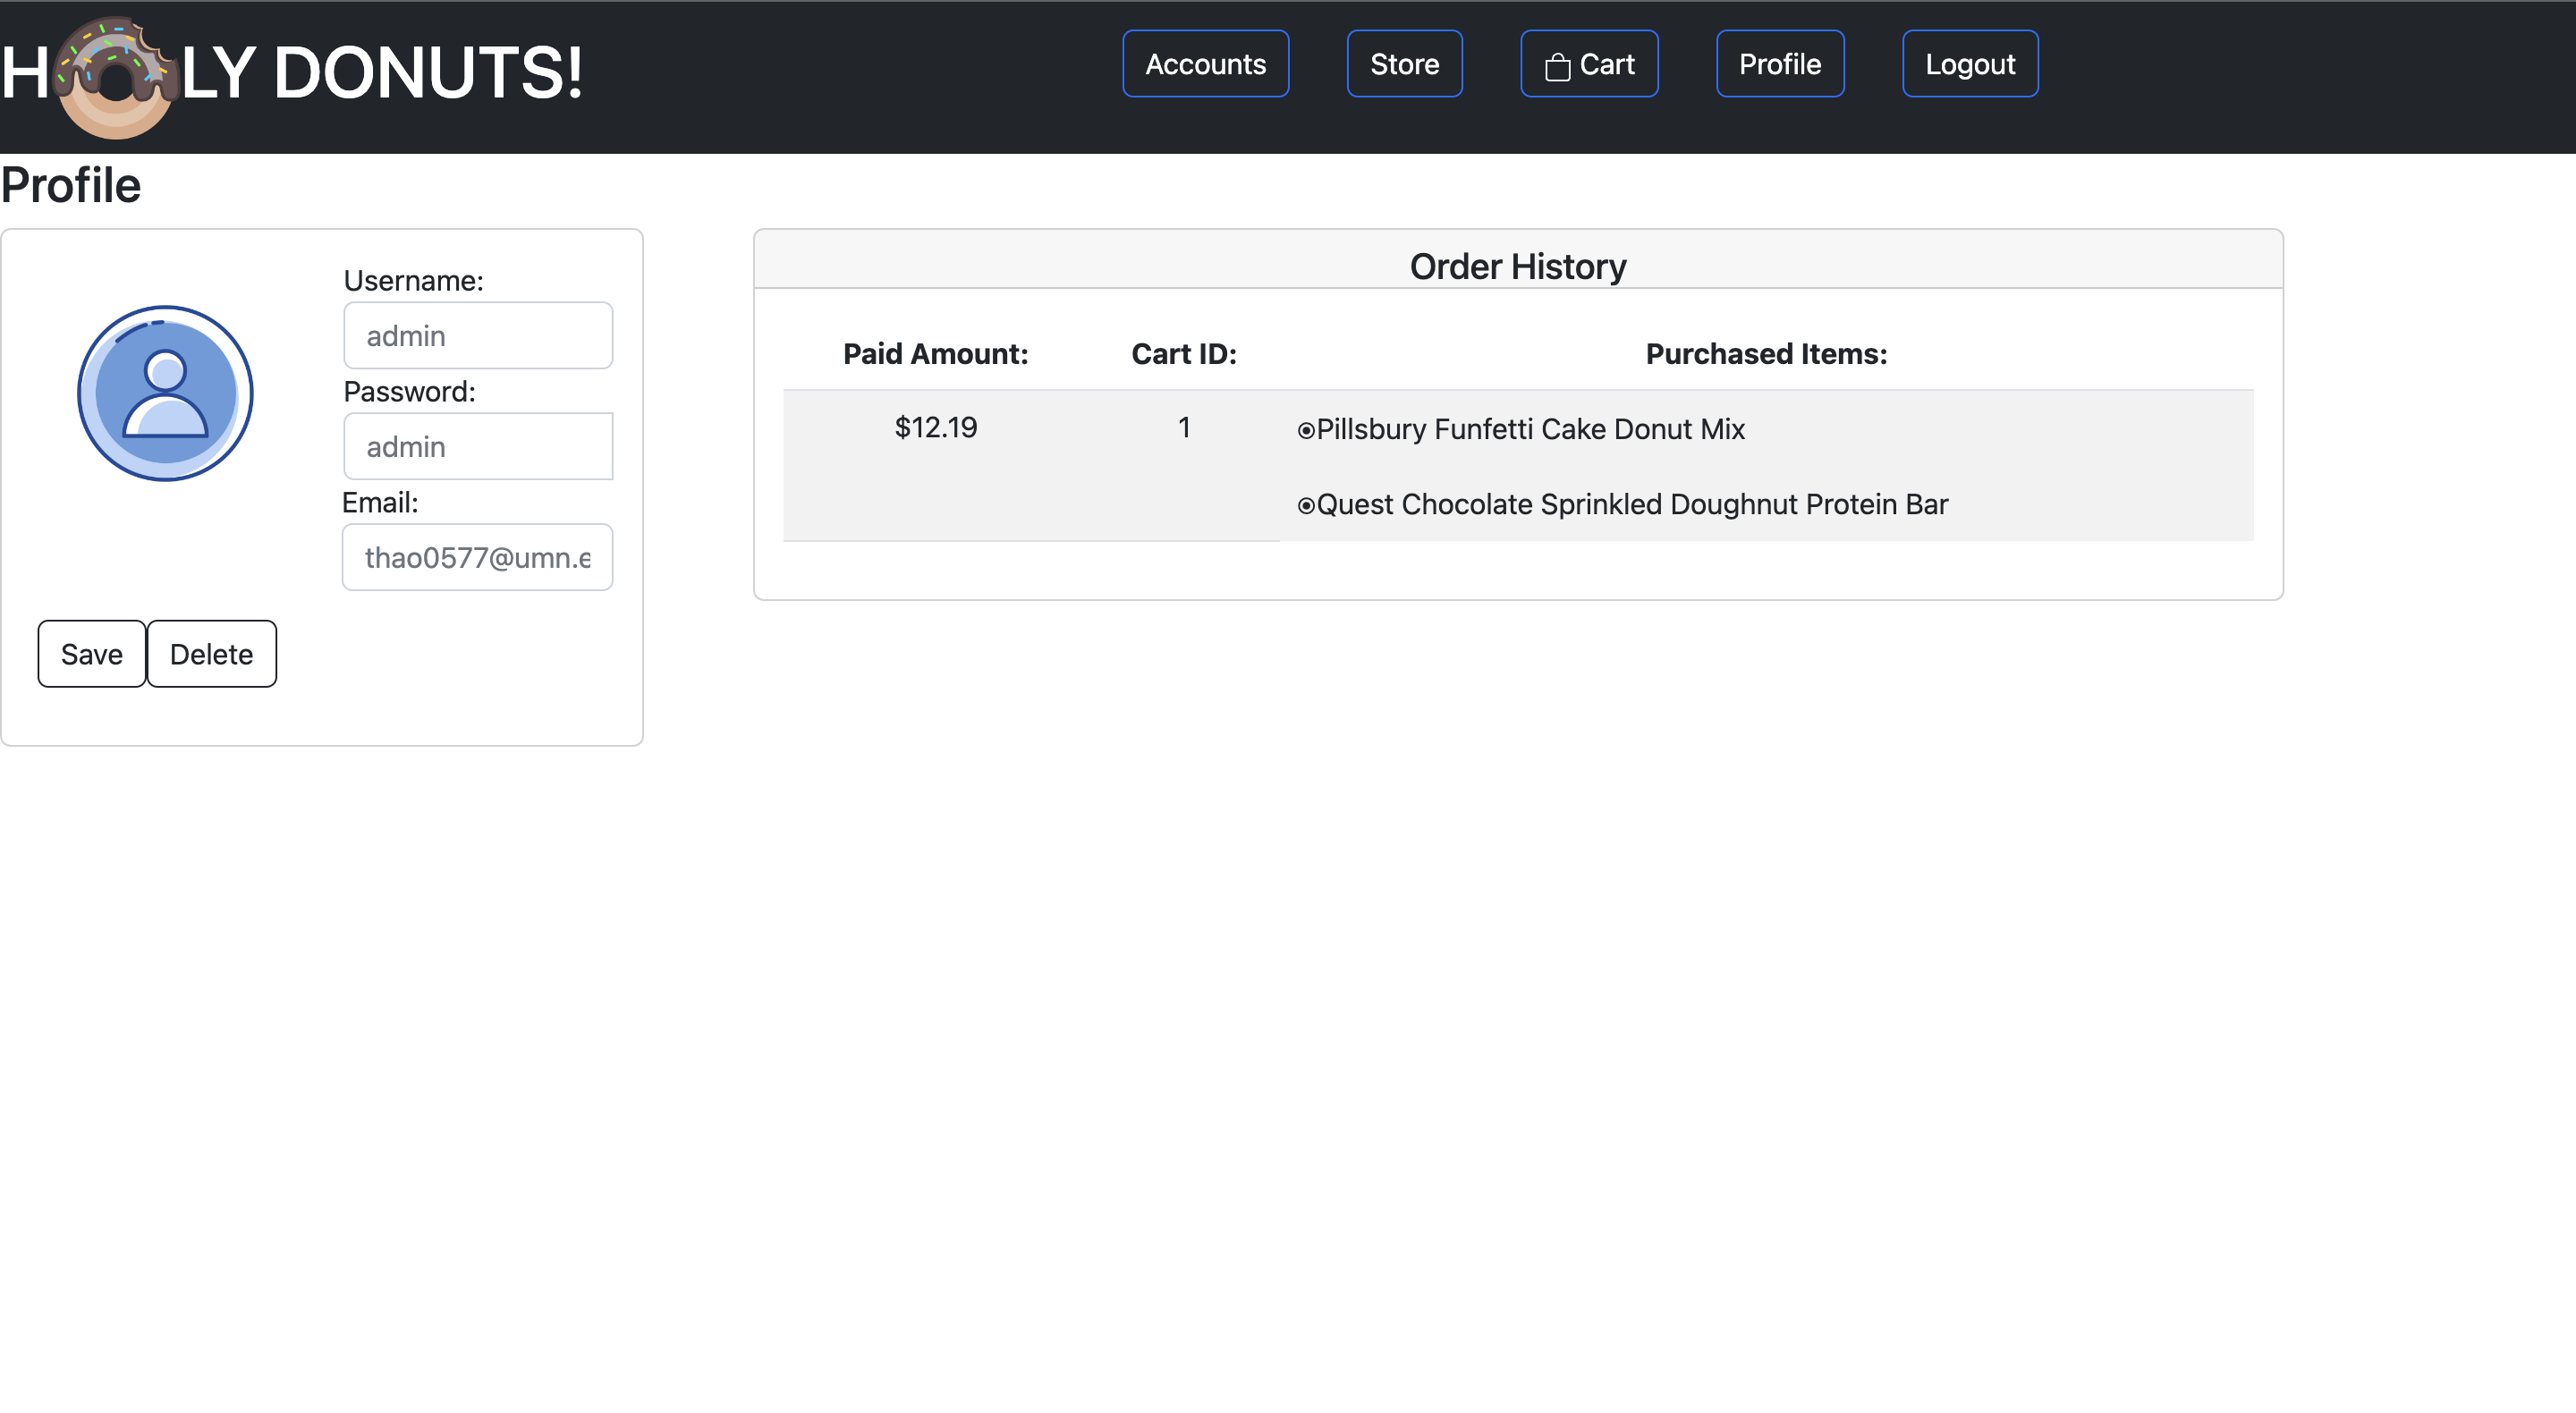 H LY DONUTS!
Accounts
Store
Cart
Profile
Logout
Profile
Username:
admin
Password:
admin
Email:
thao0577@umn.e
Save
Delete
Order History
Paid Amount: Cart ID: Purchased Items:
$12.19 1 Pillsbury Funfetti Cake Donut Mix
Quest Chocolate Sprinkled Doughnut Protein Bar